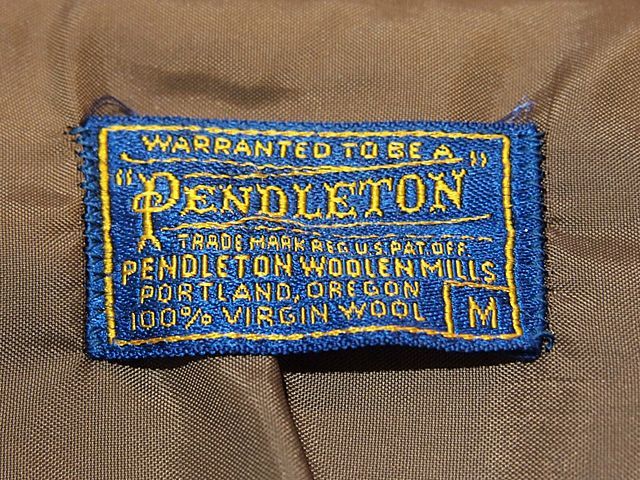 WARRANTED TO BE A
"PENDLETON"
TRADE MARK REG U.S. PAT OFF.
PENDLETON WOOLEN MILLS
PORTLAND, OREGON
100% VIRGIN WOOL
M